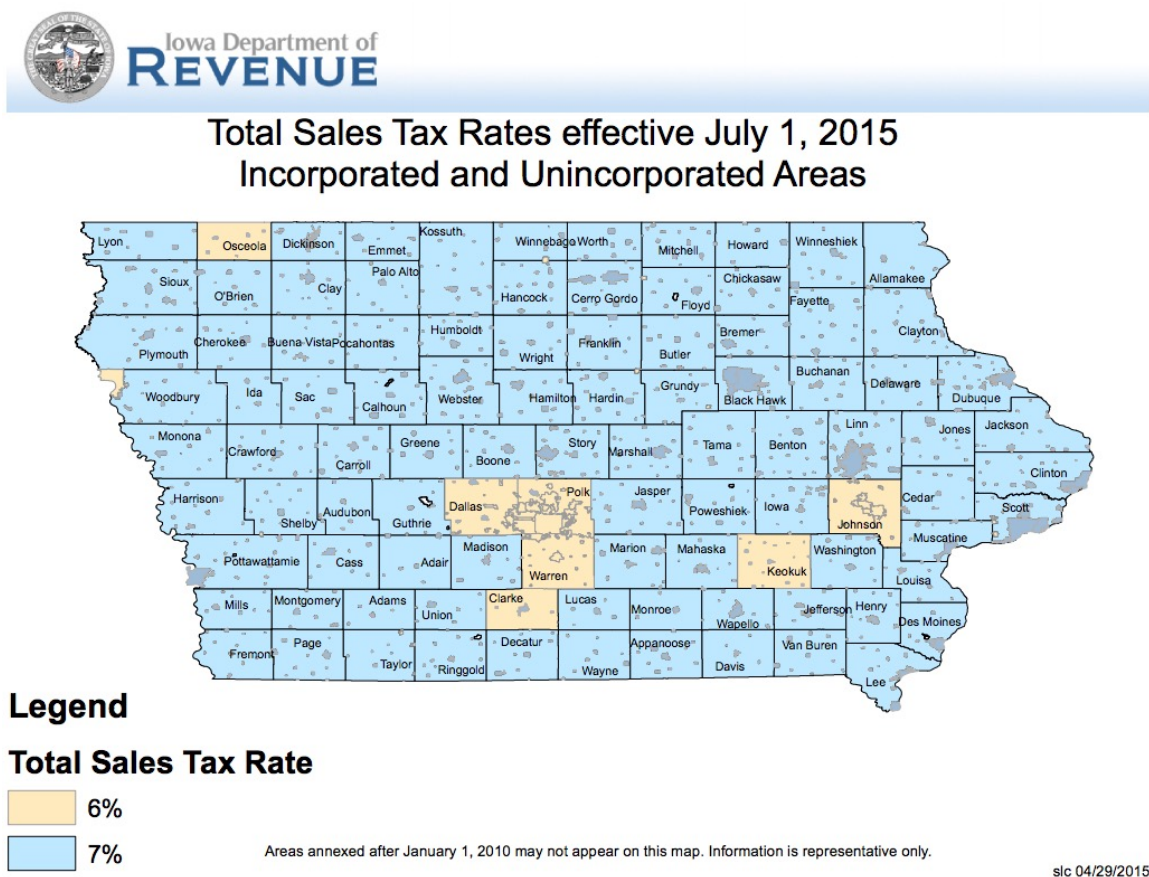 Iowa Department of
REVENUE
Total Sales Tax Rates effective July 1, 2015
Incorporated and Unincorporated Areas
Lyon Osceola Dickinson Emmet Kossuth Winnebago Worth Mitchell Howard Winneshiek Allamakee
Sioux O'Brien Clay Palo Alto Hancock Cerro Gordo Floyd Chickasaw Fayette Clayton
Plymouth Cherokee Buena Vista Pocahontas Humboldt Wright Franklin Butler Bremer
Woodbury Ida Sac Calhoun Webster Hamilton Hardin Grundy Black Hawk Buchanan Delaware Dubuque
Monona Crawford Carroll Greene Boone Story Marshall Tama Benton Linn Jones Jackson
Clinton
Harrison Shelby Audubon Guthrie Dallas Polk Jasper Poweshiek Iowa Johnson Cedar Scott
Muscatine
Pottawattamie Cass Adair Madison Warren Marion Mahaska Keokuk Washington Louisa
Mills Montgomery Adams Union Clarke Lucas Monroe Wapello Jefferson Henry Des Moines
Fremont Page Taylor Ringgold Decatur Wayne Appanoose Davis Van Buren Lee
Legend
Total Sales Tax Rate
6%
7%
Areas annexed after January 1, 2010 may not appear on this map. Information is representative only.
slc 04/29/2015